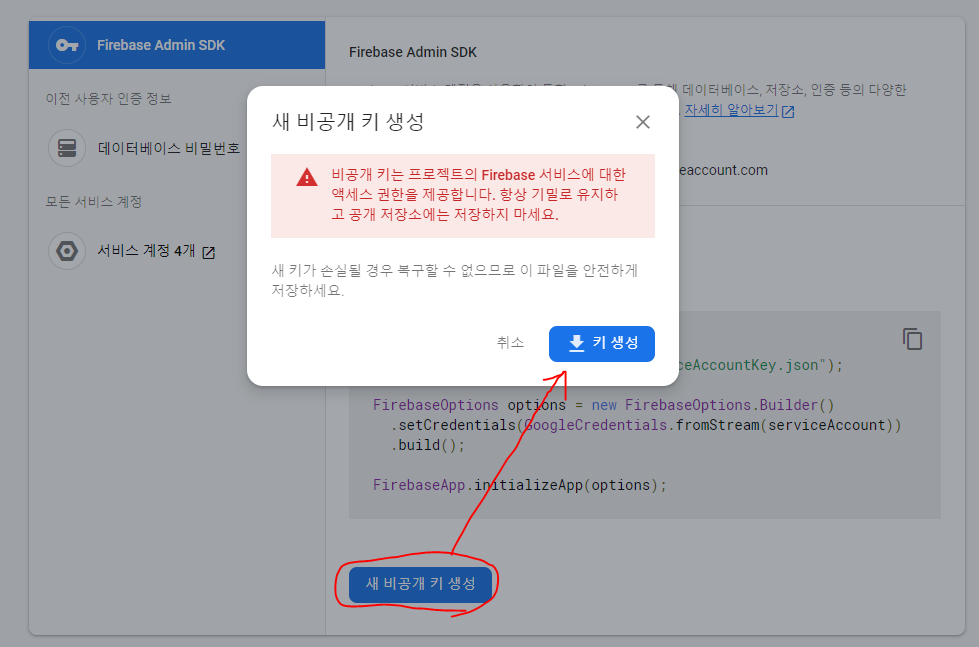 Firebase Admin SDK
이전 사용자 인증 정보
데이터베이스 비밀번호
모든 서비스 계정
서비스 계정 4개
Firebase Admin SDK
데이터베이스, 저장소, 인증 등의 다양한
자세히 알아보기
eaccount.com
새 비공개 키 생성
비공개 키는 프로젝트의 Firebase 서비스에 대한
액세스 권한을 제공합니다. 항상 기밀로 유지하
고 공개 저장소에는 저장하지 마세요.
새 키가 손실될 경우 복구할 수 없으므로 이 파일을 안전하게
저장하세요.
취소
키 생성
ceAccountKey.json");
FirebaseOptions options = new FirebaseOptions.Builder()
.setCredentials(GoogleCredentials.fromStream(serviceAccount))
.build();
FirebaseApp.initializeApp(options);
새 비공개 키 생성